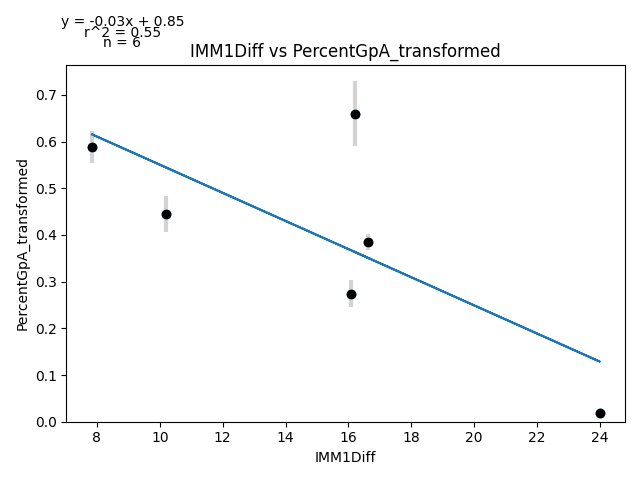 y = -0.03x + 0.85
r^2 = 0.55
n = 6
IMM1Diff vs PercentGpA_transformed
PercentGpA_transformed
0.7
0.6
0.5
0.4
0.3
0.2
0.1
0.0
8 10 12 14 16 18 20 22 24
IMM1Diff